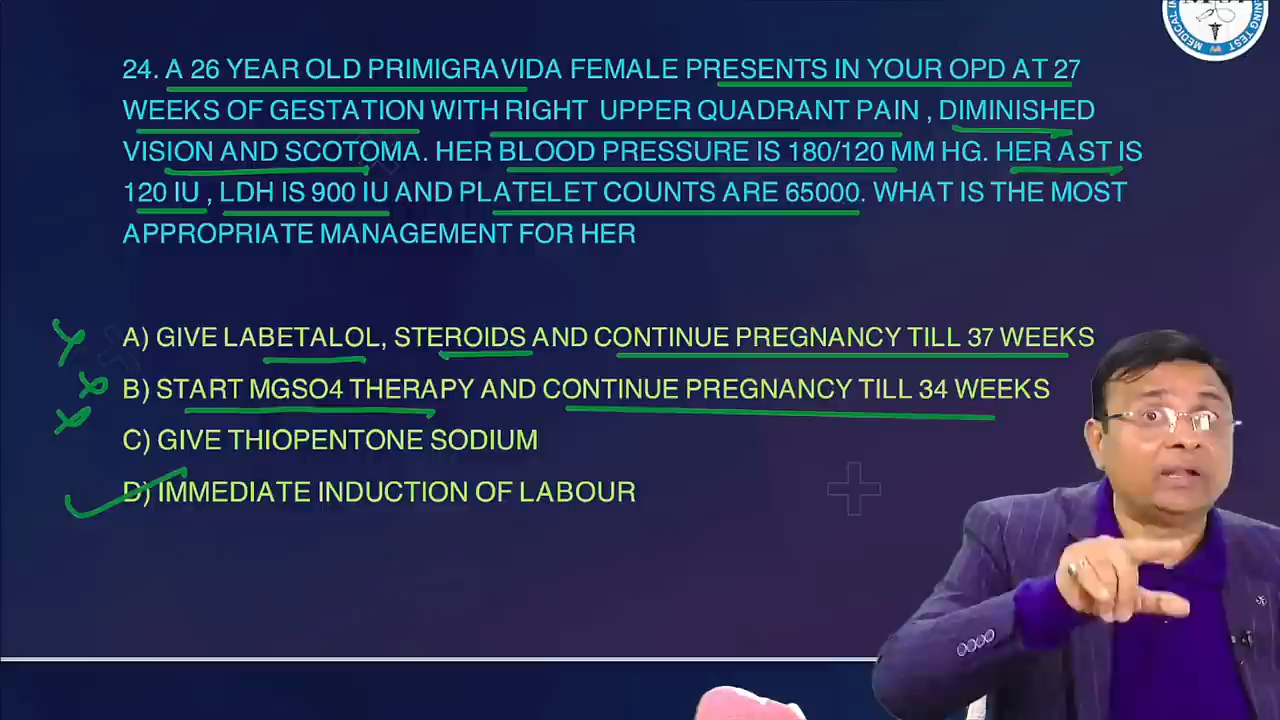 24. A 26 YEAR OLD PRIMIGRAVIDA FEMALE PRESENTS IN YOUR OPD AT 27
WEEKS OF GESTATION WITH RIGHT UPPER QUADRANT PAIN , DIMINISHED
VISION AND SCOTOMA. HER BLOOD PRESSURE IS 180/120 MM HG. HER AST IS
120 IU , LDH IS 900 IU AND PLATELET COUNTS ARE 65000. WHAT IS THE MOST
APPROPRIATE MANAGEMENT FOR HER
A) GIVE LABETALOL, STEROIDS AND CONTINUE PREGNANCY TILL 37 WEEKS
B) START MGSO4 THERAPY AND CONTINUE PREGNANCY TILL 34 WEEKS
C) GIVE THIOPENTONE SODIUM
D) IMMEDIATE INDUCTION OF LABOUR